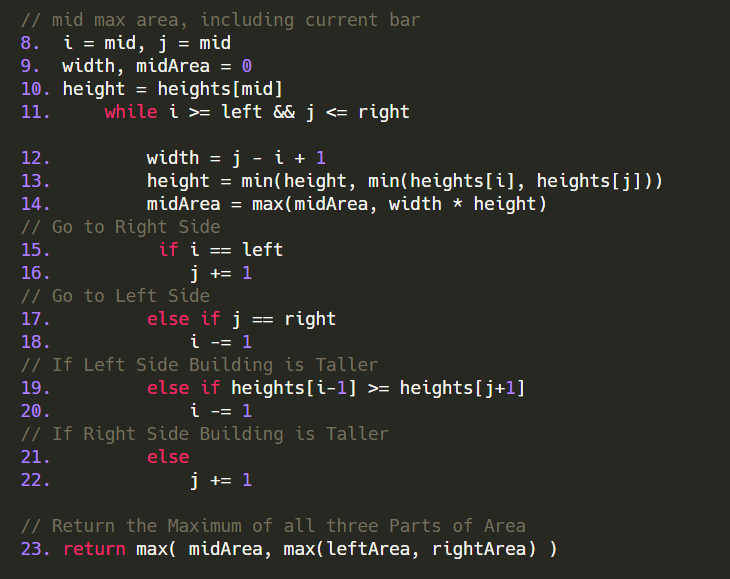 // mid max area, including current bar
8. i = mid, j = mid
9. width, midArea = 0
10. height = heights[mid]
11. while i >= left && j <= right
12. width = j - i + 1
13. height = min(height, min(heights[i], heights[j]))
14. midArea = max(midArea, width * height)
// Go to Right Side
15. if i == left
16. j += 1
// Go to Left Side
17. else if j == right
18. i -= 1
// If Left Side Building is Taller
19. else if heights[i-1] >= heights[j+1]
20. i -= 1
// If Right Side Building is Taller
21. else
22. j += 1
// Return the Maximum of all three Parts of Area
23. return max( midArea, max(leftArea, rightArea) )